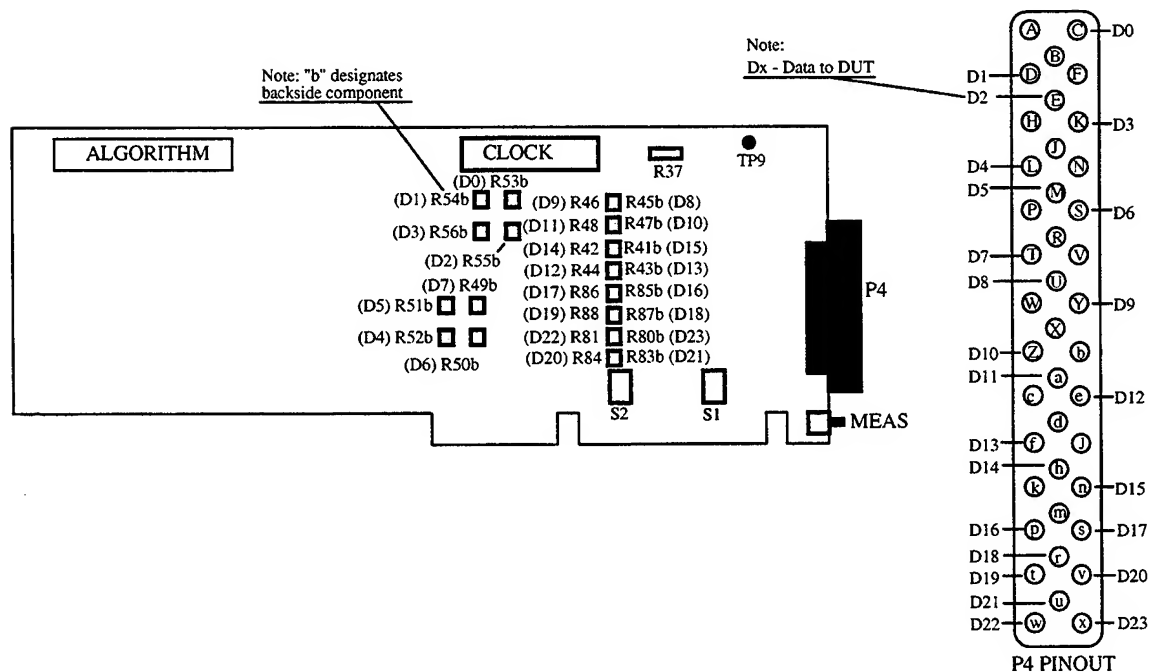 Note: "b" designates
backside component
Note:
Dx - Data to DUT
ALGORITHM
CLOCK
R37
TP9
(D0) R53b
(D1) R54b
(D3) R56b
(D2) R55b
(D7) R49b
(D5) R51b
(D4) R52b
(D6) R50b
(D9) R46 R45b (D8)
(D11) R48 R47b (D10)
(D14) R42 R41b (D15)
(D12) R44 R43b (D13)
(D17) R86 R85b (D16)
(D19) R88 R87b (D18)
(D22) R81 R80b (D23)
(D20) R84 R83b (D21)
S2
S1
P4
MEAS
A C D0
B
D1 D F
D2 E
H K D3
J
D4 L N
D5 M
P S D6
R
D7 T V
D8 U
W Y D9
X
D10 Z b
D11 a
c e D12
d
D13 f J
D14 h
k n D15
m
D16 p s D17
D18 r
D19 t v D20
D21 u
D22 w x D23
P4 PINOUT